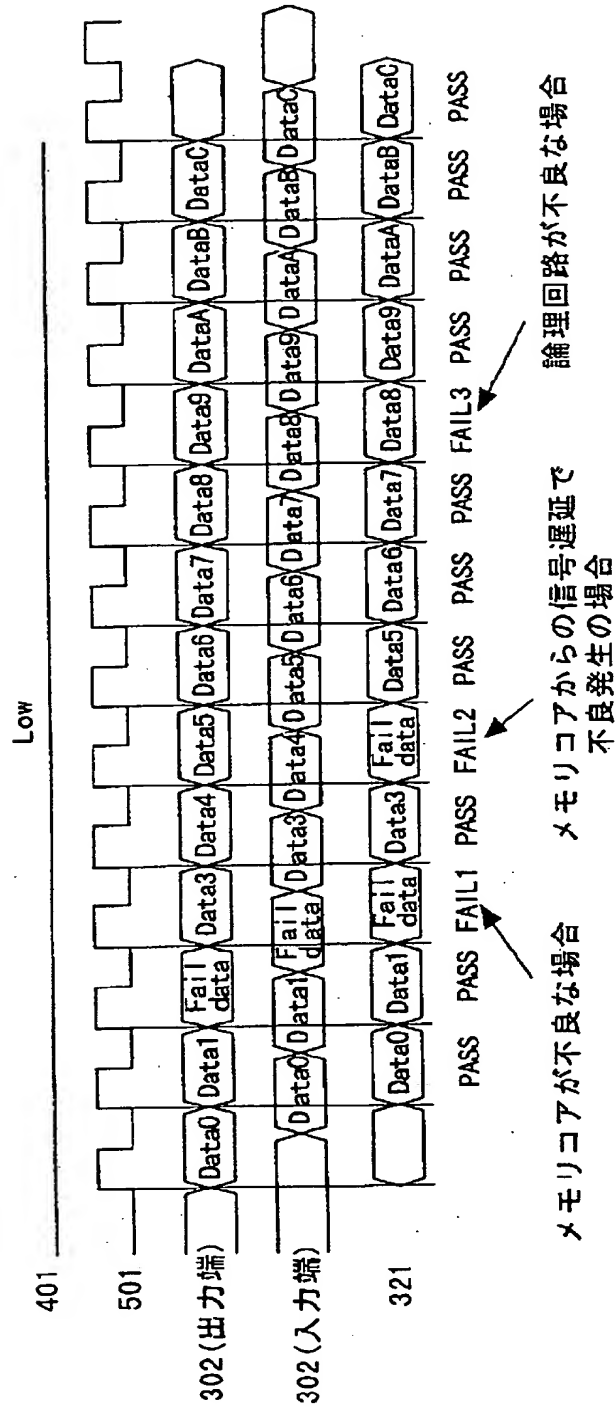 Low
401
501
302(出力端) Data0 Data1 Fail data Data3 Data4 Data5 Data6 Data7 Data8 Data9 DataA DataB DataC
302(入力端) Data0 Data1 Fail data Data3 Data4 Data5 Data6 Data7 Data8 Data9 DataA DataB DataC
321 Data0 Data1 Fail data Data3 Fail data Data5 Data6 Data7 Data8 Data9 DataA DataB DataC
PASS PASS FAIL1 PASS FAIL2 PASS PASS PASS FAIL3 PASS PASS PASS PASS
メモリコアが不良な場合
メモリコアからの信号遅延で
不良発生の場合
論理回路が不良な場合